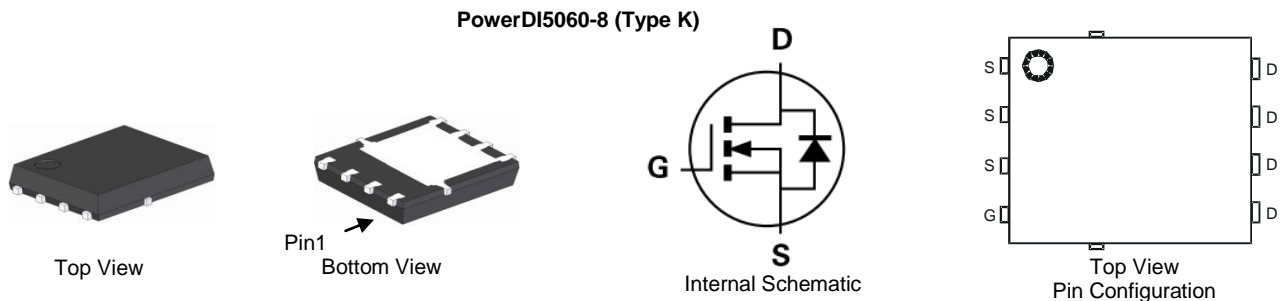 PowerDI5060-8 (Type K)
Top View
Pin1
Bottom View
D
G
S
Internal Schematic
S D
S D
S D
G D
Top View
Pin Configuration